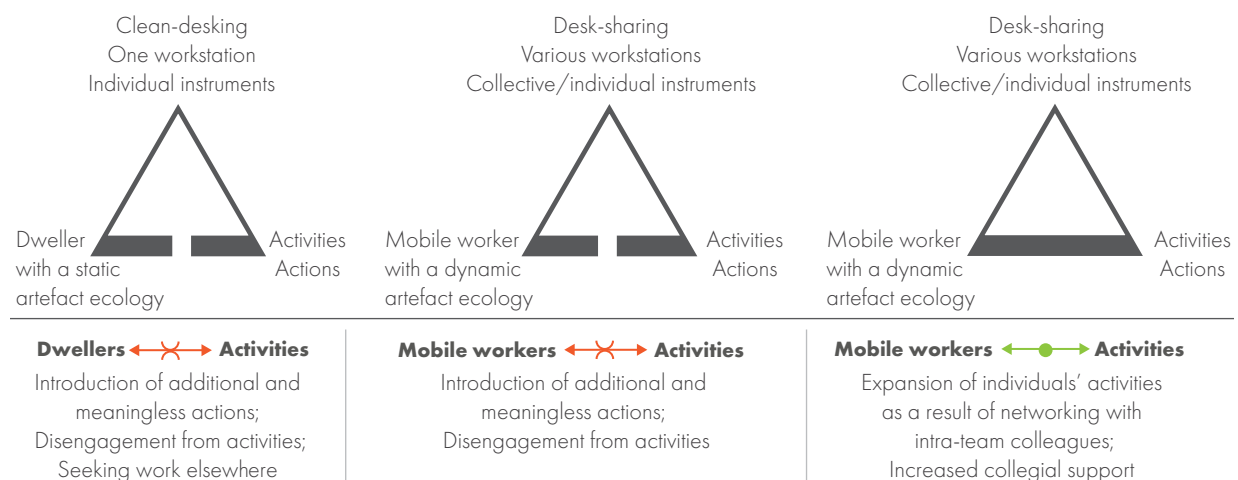 Clean-desking
One workstation
Individual instruments
Dweller
with a static
artefact ecology
Activities
Actions
Desk-sharing
Various workstations
Collective/individual instruments
Mobile worker
with a dynamic
artefact ecology
Activities
Actions
Desk-sharing
Various workstations
Collective/individual instruments
Mobile worker
with a dynamic
artefact ecology
Activities
Actions
Dwellers Activities
Introduction of additional and
meaningless actions;
Disengagement from activities;
Seeking work elsewhere
Mobile workers Activities
Introduction of additional and
meaningless actions;
Disengagement from activities
Mobile workers Activities
Expansion of individuals’ activities
as a result of networking with
intra-team colleagues;
Increased collegial support